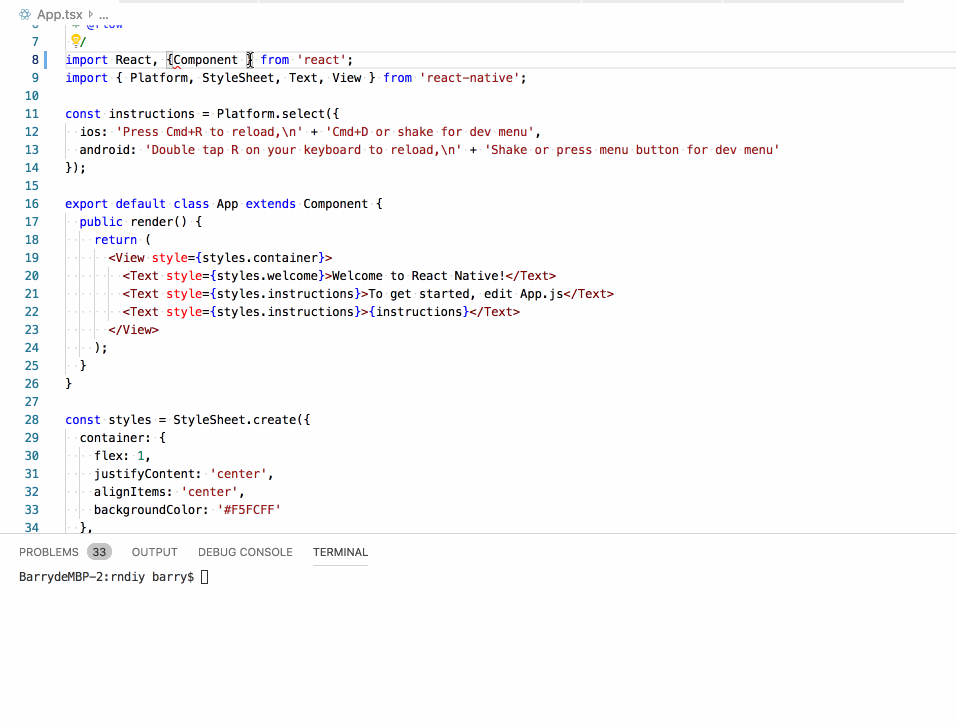 App.tsx ...
6 * @flow
7 */
8 import React, {Component } from 'react';
9 import { Platform, StyleSheet, Text, View } from 'react-native';
10
11 const instructions = Platform.select({
12 ios: 'Press Cmd+R to reload,\n' + 'Cmd+D or shake for dev menu',
13 android: 'Double tap R on your keyboard to reload,\n' + 'Shake or press menu button for dev menu'
14 });
15
16 export default class App extends Component {
17 public render() {
18 return (
19 <View style={styles.container}>
20 <Text style={styles.welcome}>Welcome to React Native!</Text>
21 <Text style={styles.instructions}>To get started, edit App.js</Text>
22 <Text style={styles.instructions}>{instructions}</Text>
23 </View>
24 );
25 }
26 }
27
28 const styles = StyleSheet.create({
29 container: {
30 flex: 1,
31 justifyContent: 'center',
32 alignItems: 'center',
33 backgroundColor: '#F5FCFF'
34 },
PROBLEMS 33 OUTPUT DEBUG CONSOLE TERMINAL
BarrydeMBP-2:rndiy barry$